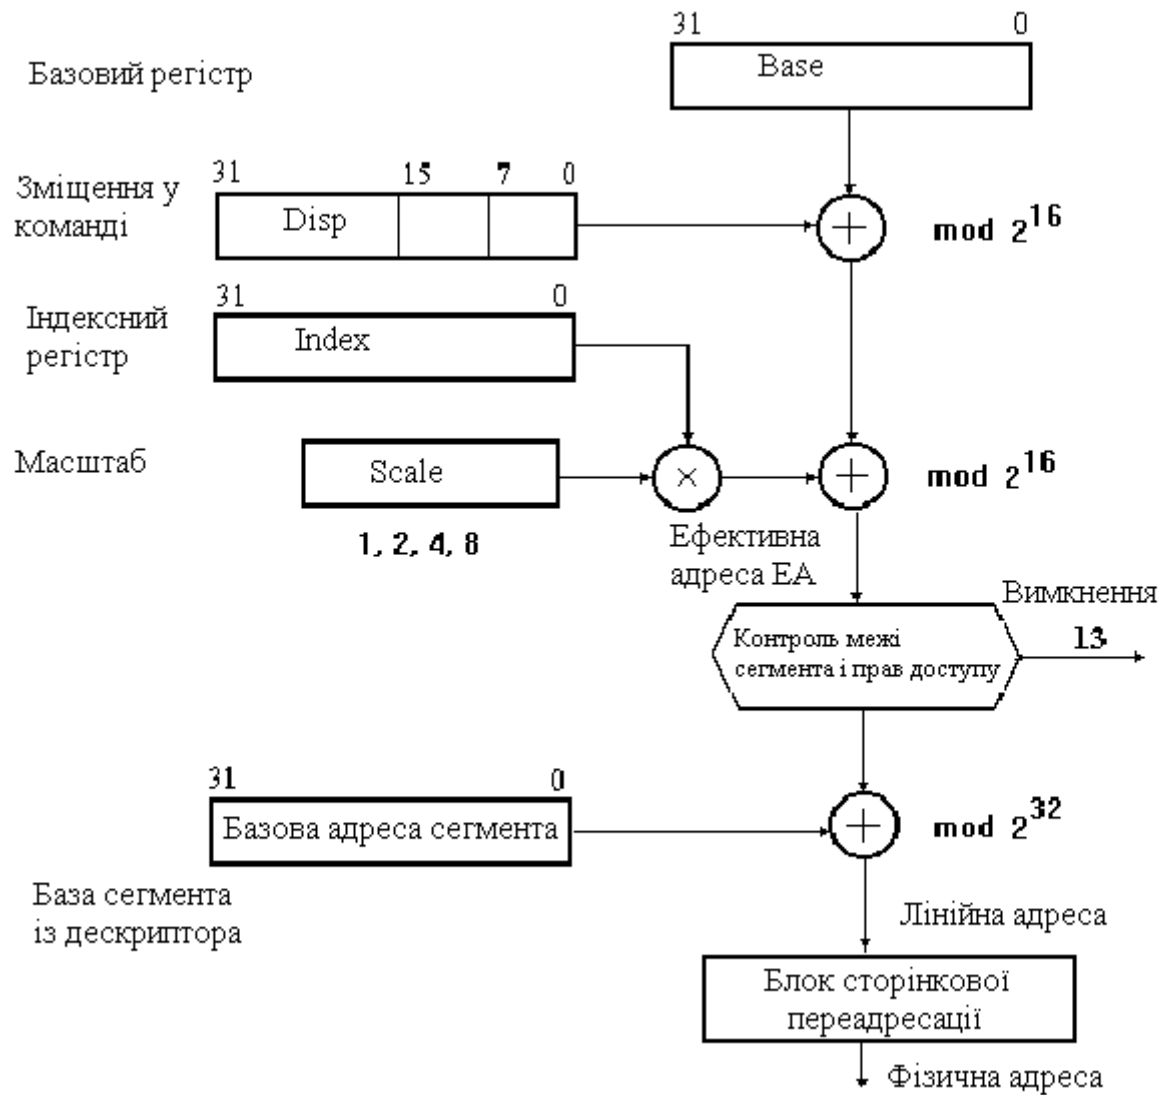 31 0
Базовий регістр
Base
31 15 7 0
Зміщення у
команді
Disp
+
mod 2^16
31 0
Індексний
регістр
Index
Масштаб
Scale
×
+
mod 2^16
1, 2, 4, 8
Ефективна
адреса ЕА
Вимкнення
13
Контроль межі
сегмента і прав доступу
31 0
Базова адреса сегмента
+
mod 2^32
База сегмента
із дескриптора
Лінійна адреса
Блок сторінкової
переадресації
Фізична адреса